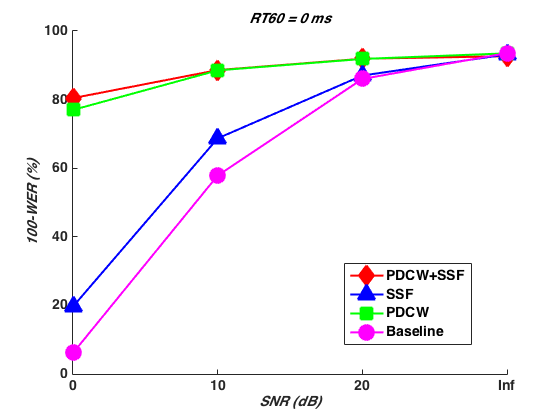 RT60 = 0 ms
100-WER (%)
100
80
60
40
20
0
0 10 20 Inf
SNR (dB)
PDCW+SSF
SSF
PDCW
Baseline